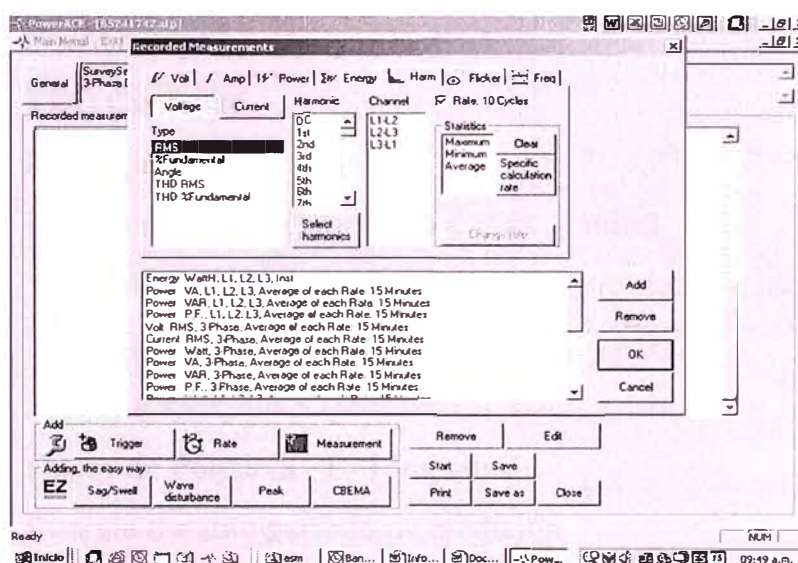 PowerACE - [65241742.alp]
Main Menu Exit
Recorded Measurements
General
3-Phase
Recorded measurem
Volt Amp Power Energy Harm Flicker Freq
Voltage Current
Harmonic
Channel
Rate. 10 Cycles
DC
1st
2nd
3rd
4th
5th
6th
7th
L1-L2
L2-L3
L3-L1
Type
RMS
%Fundamental
Angle
THD RMS
THD %Fundamental
Statistics
Maximum
Minimum
Average
Clear
Specific
calculation
rate
Select
harmonics
Energy WattH, L1, L2, L3, Inst
Power VA, L1, L2, L3, Average of each Rate. 15 Minutes
Power VAR, L1, L2, L3, Average of each Rate. 15 Minutes
Power P.F., L1, L2, L3, Average of each Rate. 15 Minutes
Volt RMS, 3-Phase, Average of each Rate. 15 Minutes
Current RMS, 3-Phase, Average of each Rate. 15 Minutes
Power Watt, 3-Phase, Average of each Rate. 15 Minutes
Power VA, 3-Phase, Average of each Rate. 15 Minutes
Power VAR, 3-Phase, Average of each Rate. 15 Minutes
Power P.F., 3-Phase, Average of each Rate. 15 Minutes
Add
Remove
OK
Cancel
Add
Trigger Rate Measurement
Remove Edit
Adding, the easy way
EZ Sag/Swell Wave
disturbance
Peak CBEMA
Start Save
Print Save as Close
Ready
NUM
Inicio asm Ban... Info... Doc... Pow... 09:49 a.m.